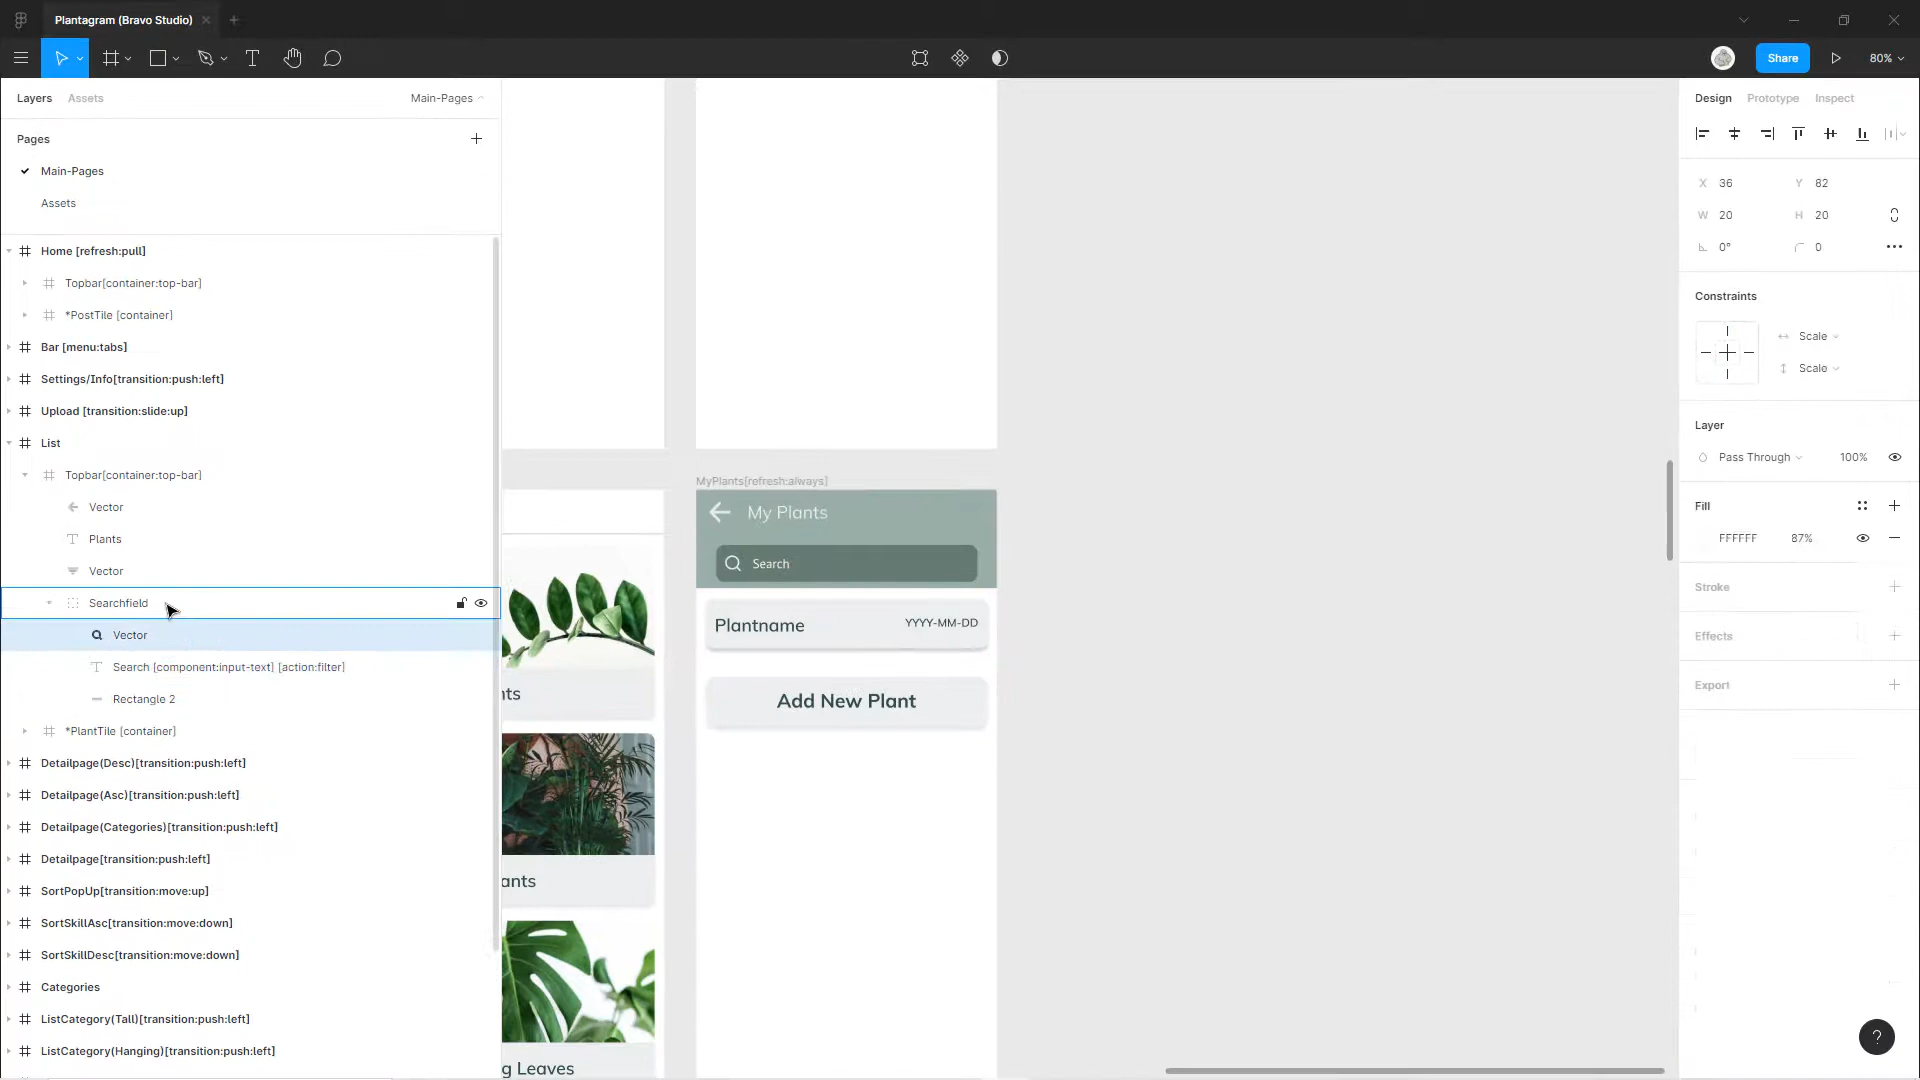 Plantagram (Bravo Studio)
Share
80%
Layers
Assets
Main-Pages
Pages
Main-Pages
Assets
Home [refresh:pull]
Topbar[container:top-bar]
*PostTile [container]
Bar [menu:tabs]
Settings/Info[transition:push:left]
Upload [transition:slide:up]
List
Topbar[container:top-bar]
Vector
Plants
Vector
Searchfield
Vector
Search [component:input-text] [action:filter]
Rectangle 2
*PlantTile [container]
Detailpage(Desc)[transition:push:left]
Detailpage(Asc)[transition:push:left]
Detailpage(Categories)[transition:push:left]
Detailpage[transition:push:left]
SortPopUp[transition:move:up]
SortSkillAsc[transition:move:down]
SortSkillDesc[transition:move:down]
Categories
ListCategory(Tall)[transition:push:left]
ListCategory(Hanging)[transition:push:left]
nts
ants
g Leaves
MyPlants[refresh:always]
My Plants
Search
Plantname
YYYY-MM-DD
Add New Plant
Design
Prototype
Inspect
X 36
Y 82
W 20
H 20
0°
0
Constraints
Scale
Scale
Layer
Pass Through
100%
Fill
FFFFFF
87%
Stroke
Effects
Export
?